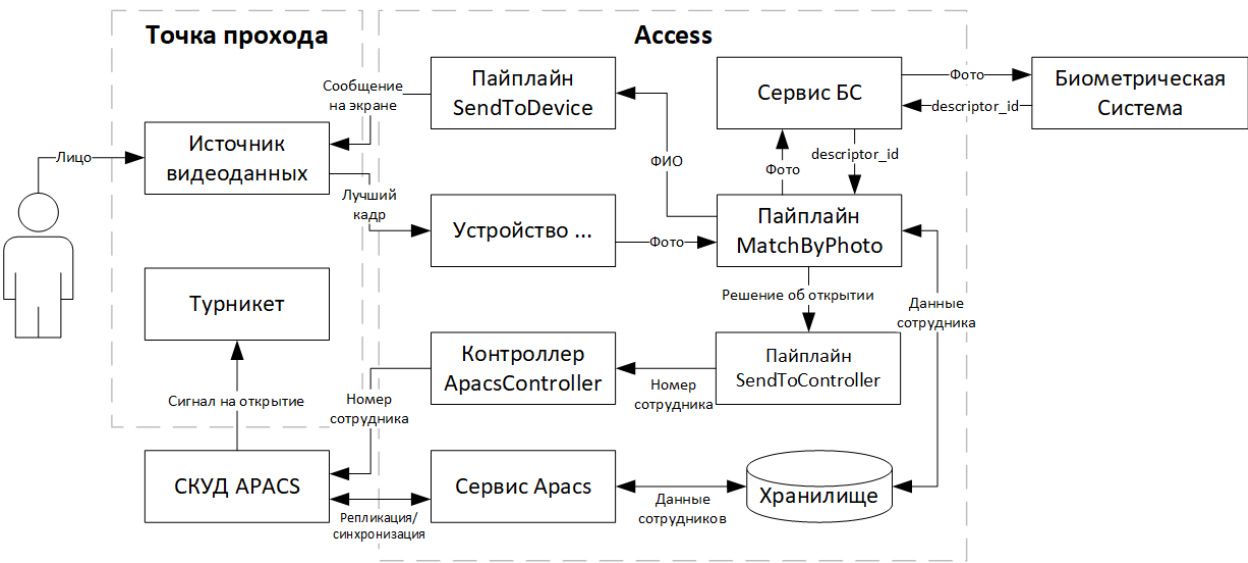 Точка прохода
Access
Пайплайн
SendToDevice
Сервис БС
Фото
descriptor_id
Биометрическая
Система
Сообщение
на экране
Источник
видеоданных
Лицо
ФИО
Фото
descriptor_id
Лучший
кадр
Устройство ...
Фото
Пайплайн
MatchByPhoto
Турникет
Решение об открытии
Данные
сотрудника
Контроллер
ApacsController
Номер
сотрудника
Пайплайн
SendToController
Сигнал на открытие
Номер
сотрудника
СКУД APACS
Репликация/
синхронизация
Сервис Apacs
Данные
сотрудников
Хранилище